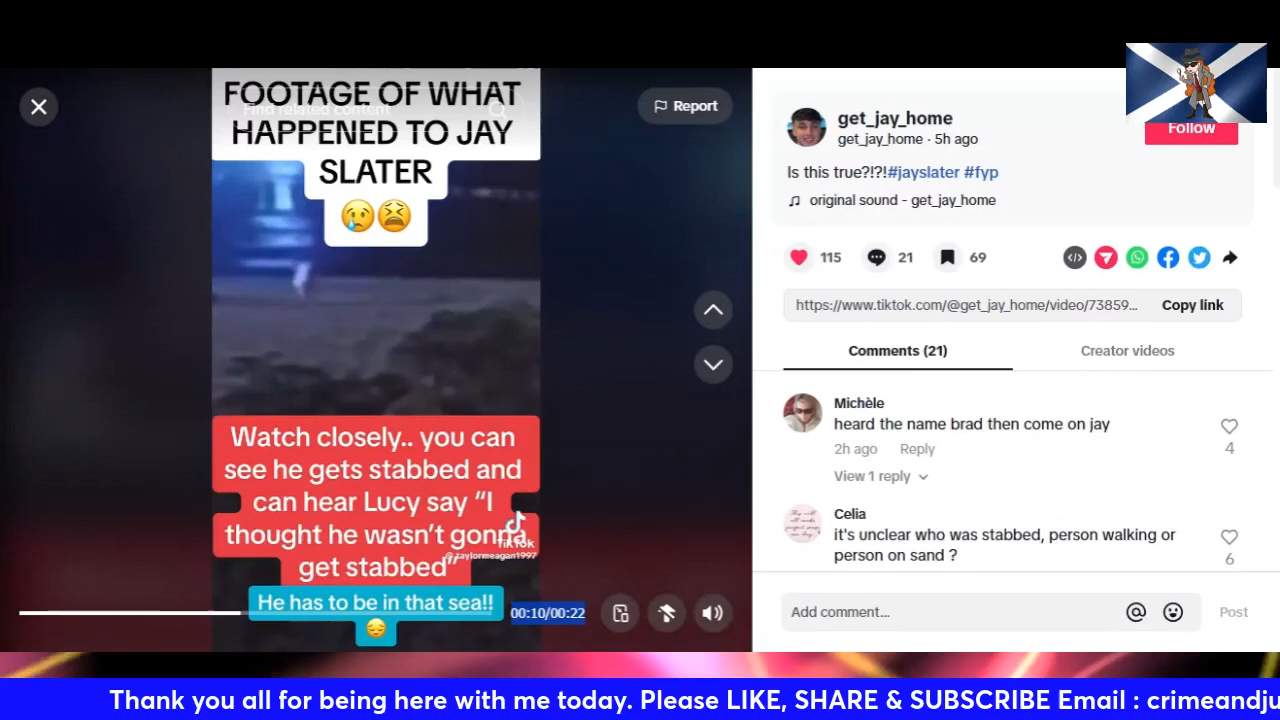 FOOTAGE OF WHAT
HAPPENED TO JAY
SLATER
Find related content
Report
Watch closely.. you can
see he gets stabbed and
can hear Lucy say “I
thought he wasn’t gonna
get stabbed”
TikTok
@taylormeagan1997
He has to be in that sea!!
00:10/00:22
get_jay_home
get_jay_home · 5h ago
Follow
Is this true?!?!#jayslater #fyp
original sound - get_jay_home
115
21
69
https://www.tiktok.com/@get_jay_home/video/73859...
Copy link
Comments (21)
Creator videos
Michèle
heard the name brad then come on jay
2h ago
Reply
4
View 1 reply
Celia
it's unclear who was stabbed, person walking or
person on sand ?
6
Add comment...
Post
Thank you all for being here with me today. Please LIKE, SHARE & SUBSCRIBE Email : crimeandju